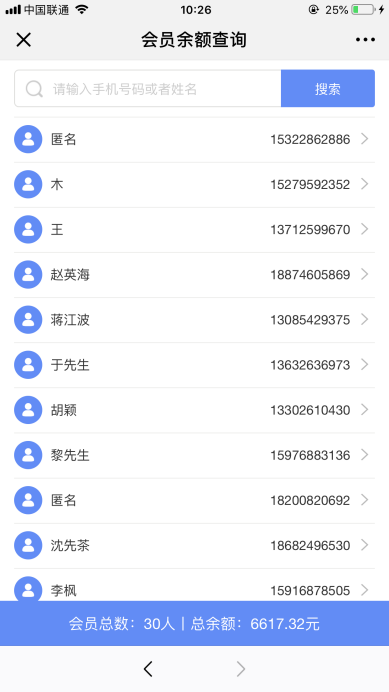 中国联通 10:26 25%
会员余额查询
请输入手机号码或者姓名 搜索
匿名 15322862886
木 15279592352
王 13712599670
赵英海 18874605869
蒋江波 13085429375
于先生 13632636973
胡颖 13302610430
黎先生 15976883136
匿名 18200820692
沈先茶 18682496530
李枫 15916878505
会员总数：30人丨总余额：6617.32元